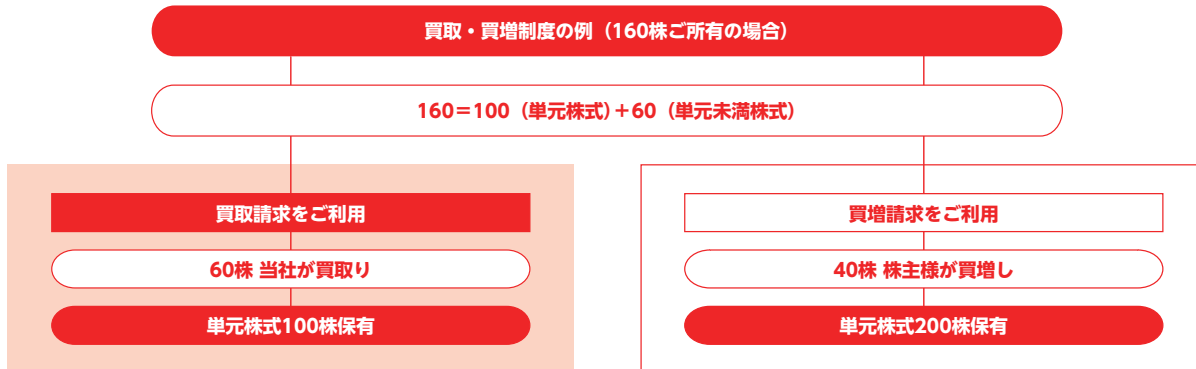 買取・買増制度の例（160株ご所有の場合）
160＝100（単元株式）＋60（単元未満株式）
買取請求をご利用
60株 当社が買取り
単元株式100株保有
買増請求をご利用
40株 株主様が買増し
単元株式200株保有